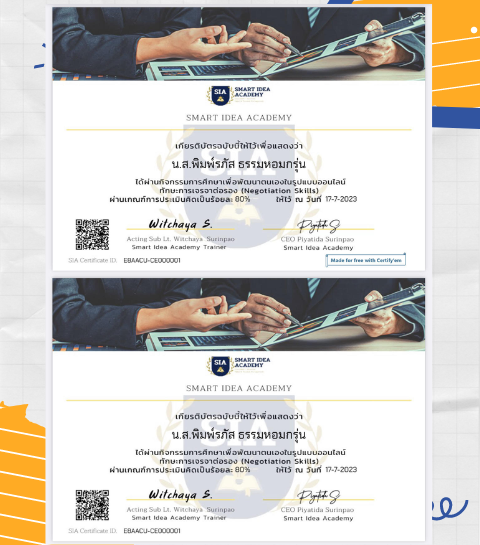 SIA SMART IDEA
ACADEMY
SMART IDEA ACADEMY
เกียรติบัตรฉบับนี้ให้ไว้เพื่อแสดงว่า
น.ส.พิมพ์รภัส ธรรมหอมกรุ่น
ได้ผ่านกิจกรรมการศึกษาเพื่อพัฒนาตนเองในรูปแบบออนไลน์
ทักษะการเจรจาต่อรอง (Negotiation Skills)
ผ่านเกณฑ์การประเมินคิดเป็นร้อยละ 80% ให้ไว้ ณ วันที่ 17-7-2023
Witchaya S.
Acting Sub Lt. Witchaya Surinpao
Smart Idea Academy Trainer
Piyatida S
CEO Piyatida Surinpao
Smart Idea Academy
SIA Certificate ID. EBAACU-CE000001
Made for free with Certify'em
SIA SMART IDEA
ACADEMY
SMART IDEA ACADEMY
เกียรติบัตรฉบับนี้ให้ไว้เพื่อแสดงว่า
น.ส.พิมพ์รภัส ธรรมหอมกรุ่น
ได้ผ่านกิจกรรมการศึกษาเพื่อพัฒนาตนเองในรูปแบบออนไลน์
ทักษะการเจรจาต่อรอง (Negotiation Skills)
ผ่านเกณฑ์การประเมินคิดเป็นร้อยละ 80% ให้ไว้ ณ วันที่ 17-7-2023
Witchaya S.
Acting Sub Lt. Witchaya Surinpao
Smart Idea Academy Trainer
Piyatida S
CEO Piyatida Surinpao
Smart Idea Academy
SIA Certificate ID. EBAACU-CE000001